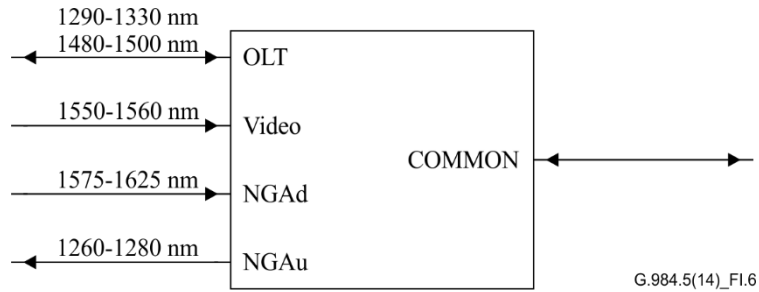 1290-1330 nm
1480-1500 nm
OLT
1550-1560 nm
Video
COMMON
1575-1625 nm
NGAd
1260-1280 nm
NGAu
G.984.5(14)_FI.6